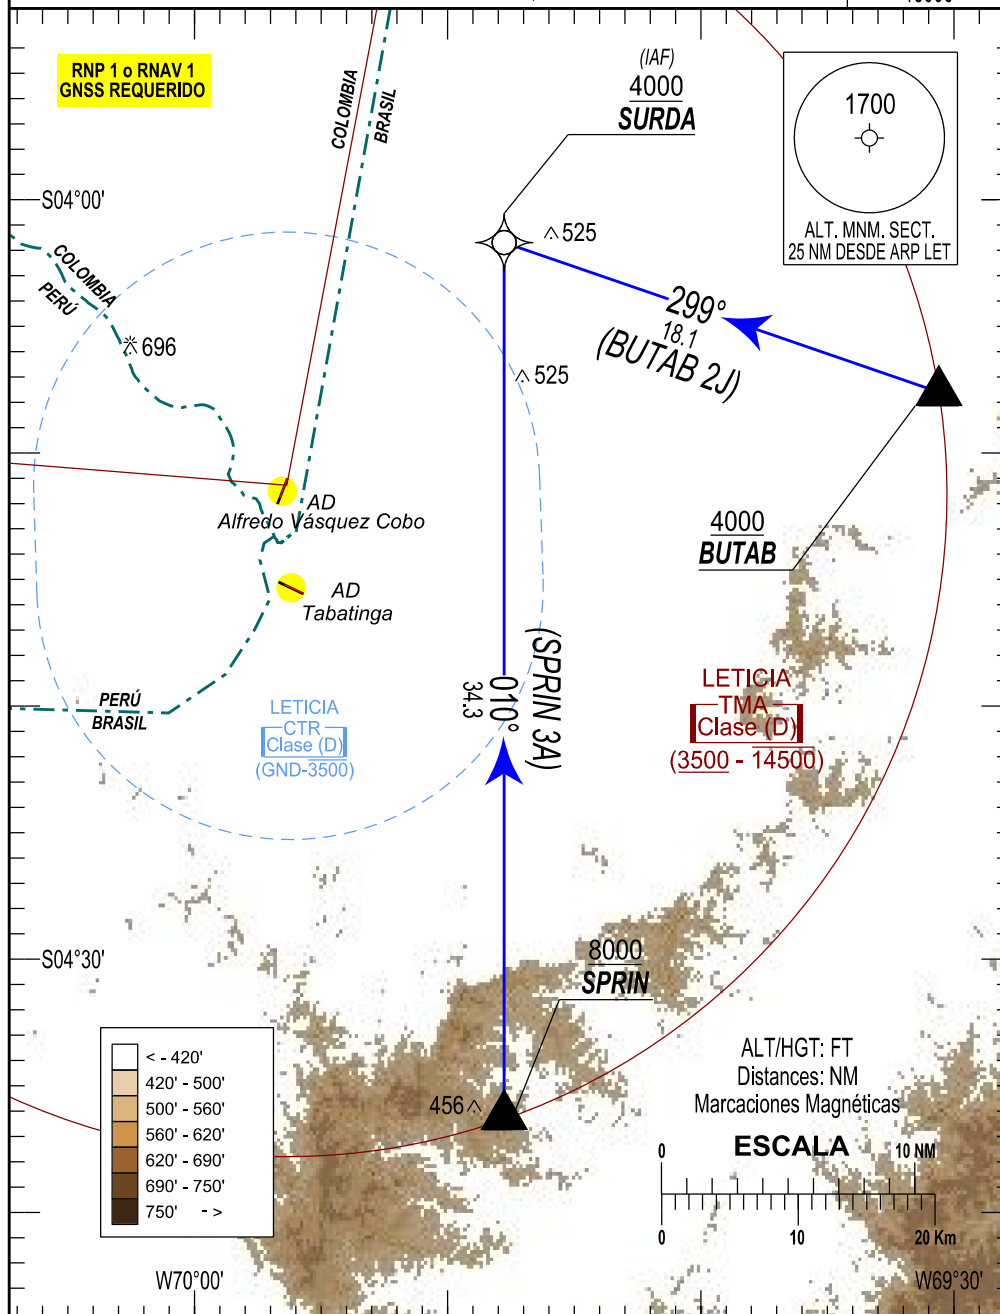 RNP 1 o RNAV 1
GNSS REQUERIDO
COLOMBIA
BRASIL
(IAF)
4000
SURDA
1700
ALT. MNM. SECT.
25 NM DESDE ARP LET
S04°00'
COLOMBIA
PERÚ
696
525
299°
18.1
(BUTAB 2J)
525
AD
Alfredo Vásquez Cobo
4000
BUTAB
AD
Tabatinga
(SPRIN 3A)
010°
34.3
PERÚ
BRASIL
LETICIA
CTR
Clase (D)
(GND-3500)
LETICIA
TMA
Clase (D)
(3500 - 14500)
S04°30'
8000
SPRIN
456
< - 420'
420' - 500'
500' - 560'
560' - 620'
620' - 690'
690' - 750'
750' - >
ALT/HGT: FT
Distances: NM
Marcaciones Magnéticas
ESCALA
0 10 NM
0 10 20 Km
W70°00'
W69°30'